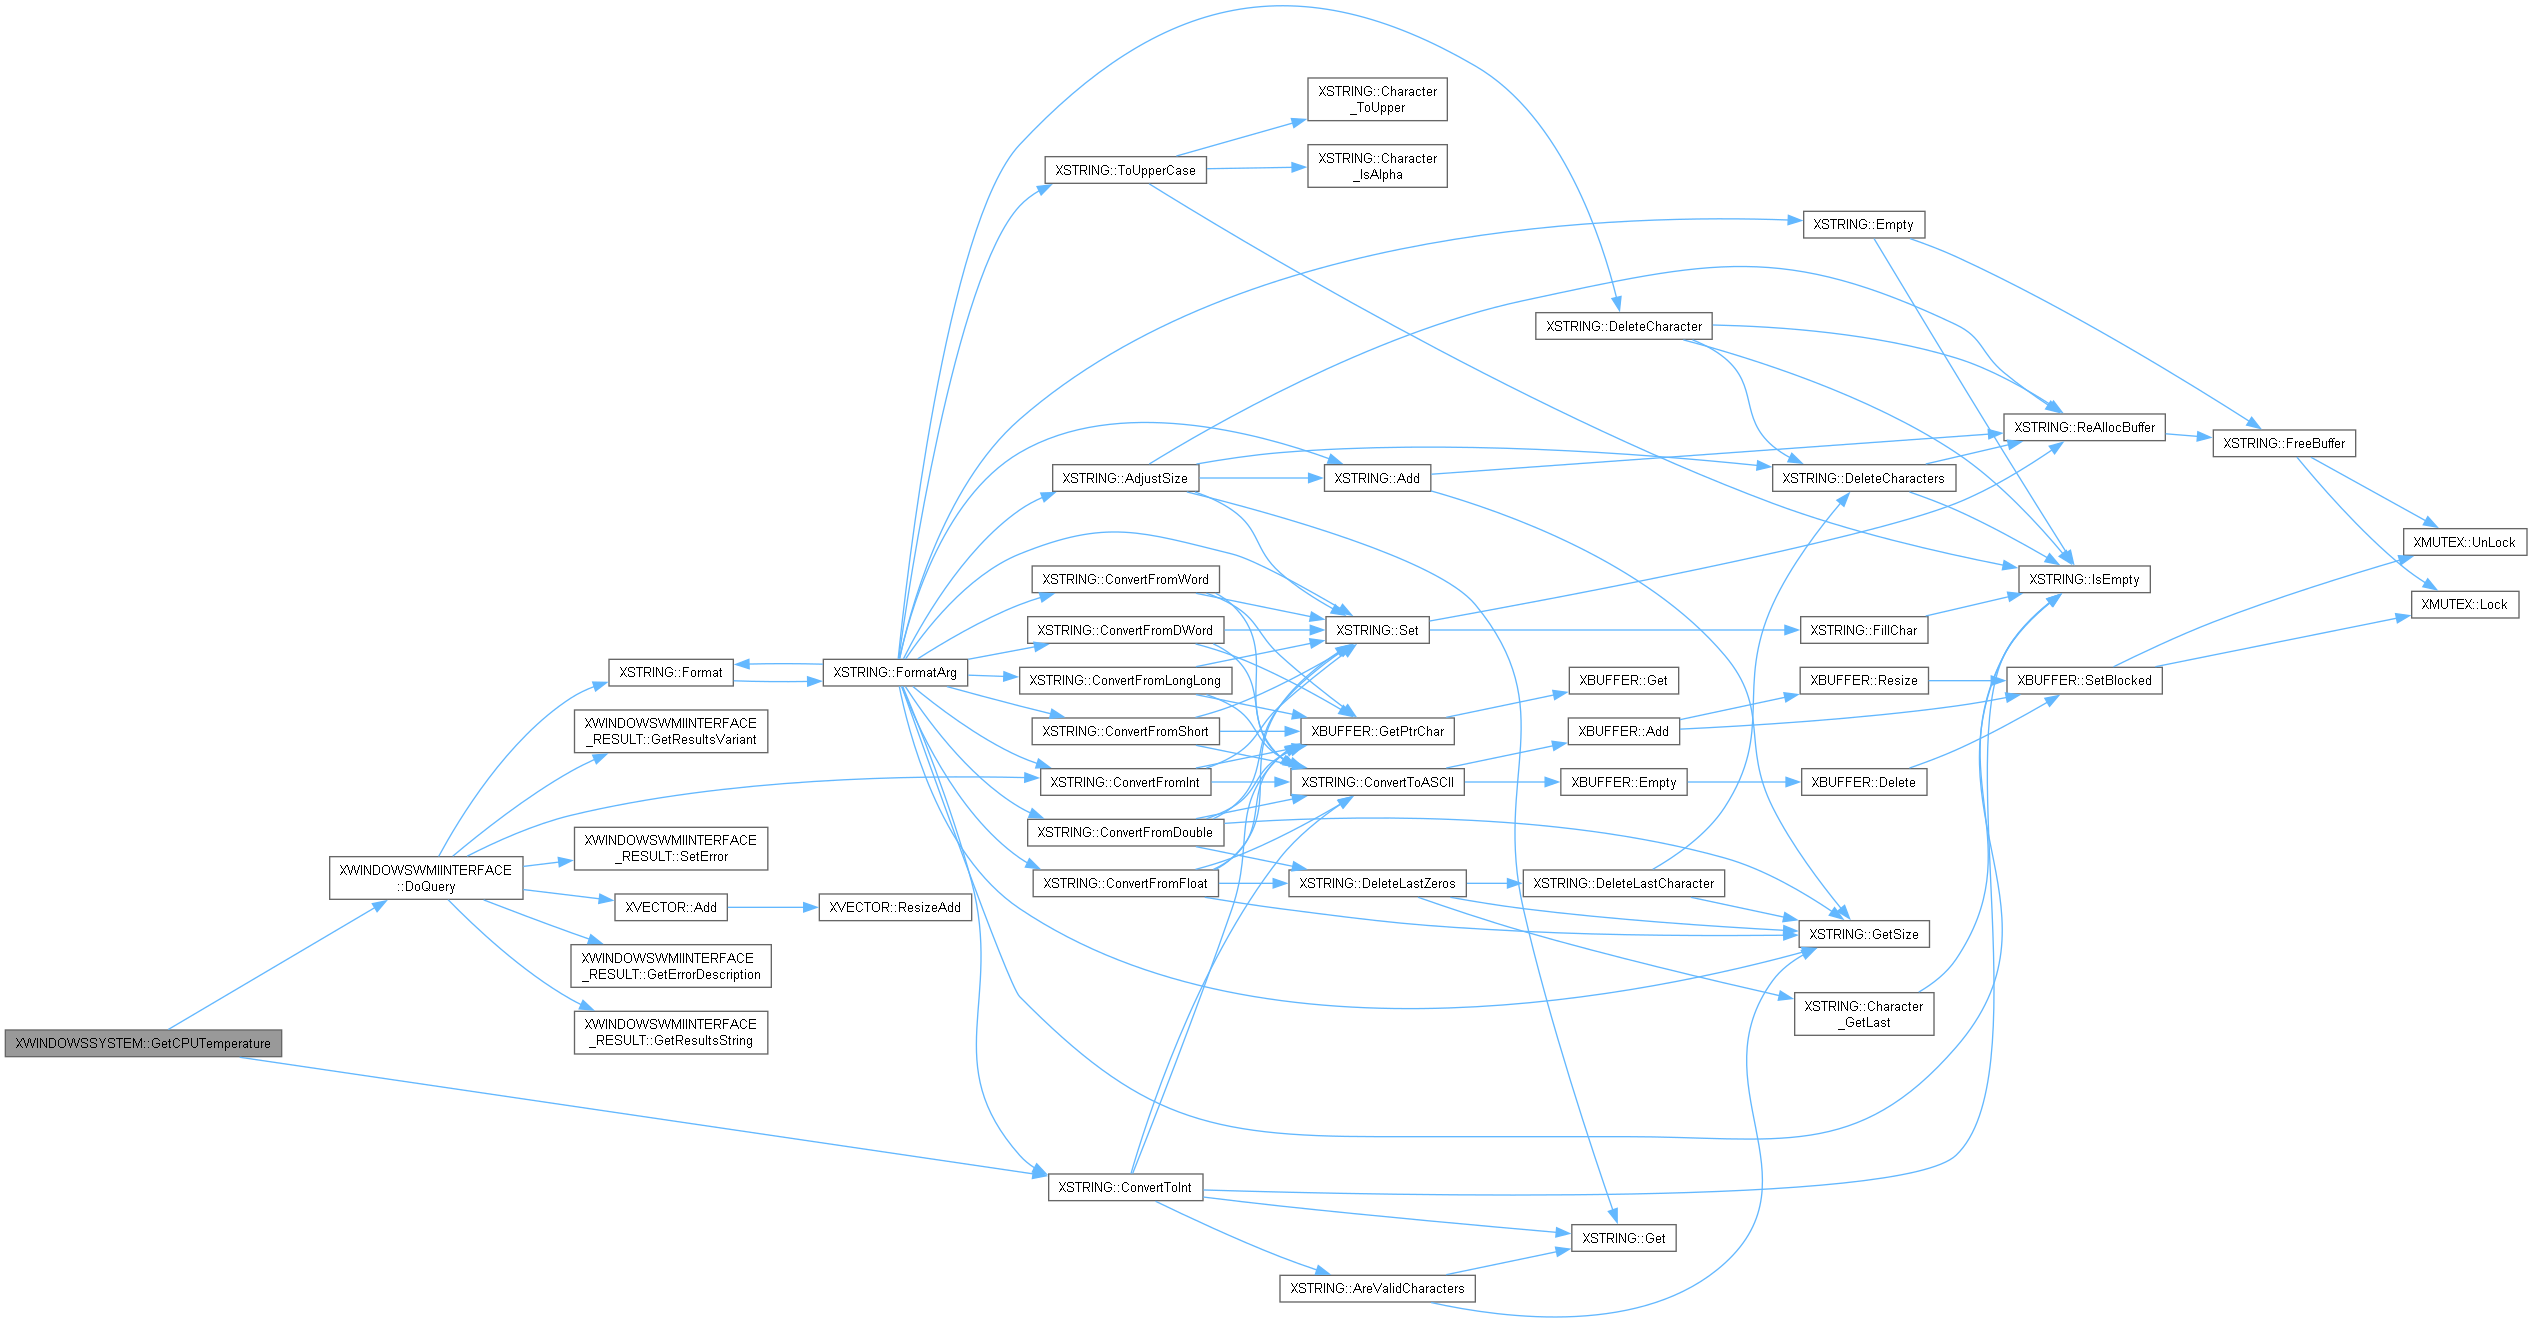 XWINDOWSSYSTEM::GetCPUTemperature
XWINDOWSWMIINTERFACE
::DoQuery
XSTRING::Format
XWINDOWSWMIINTERFACE
_RESULT::GetResultsVariant
XWINDOWSWMIINTERFACE
_RESULT::SetError
XVECTOR::Add
XWINDOWSWMIINTERFACE
_RESULT::GetErrorDescription
XWINDOWSWMIINTERFACE
_RESULT::GetResultsString
XSTRING::FormatArg
XVECTOR::ResizeAdd
XSTRING::ToUpperCase
XSTRING::AdjustSize
XSTRING::ConvertFromWord
XSTRING::ConvertFromDWord
XSTRING::ConvertFromLongLong
XSTRING::ConvertFromShort
XSTRING::ConvertFromInt
XSTRING::ConvertFromDouble
XSTRING::ConvertFromFloat
XSTRING::ConvertToInt
XSTRING::Character
_ToUpper
XSTRING::Character
_IsAlpha
XSTRING::Add
XSTRING::Set
XBUFFER::GetPtrChar
XSTRING::ConvertToASCII
XSTRING::DeleteLastZeros
XSTRING::AreValidCharacters
XSTRING::DeleteCharacter
XBUFFER::Get
XBUFFER::Add
XBUFFER::Empty
XSTRING::DeleteLastCharacter
XSTRING::Get
XSTRING::Empty
XSTRING::DeleteCharacters
XSTRING::FillChar
XBUFFER::Resize
XBUFFER::Delete
XSTRING::GetSize
XSTRING::Character
_GetLast
XSTRING::ReAllocBuffer
XSTRING::IsEmpty
XBUFFER::SetBlocked
XSTRING::FreeBuffer
XMUTEX::UnLock
XMUTEX::Lock